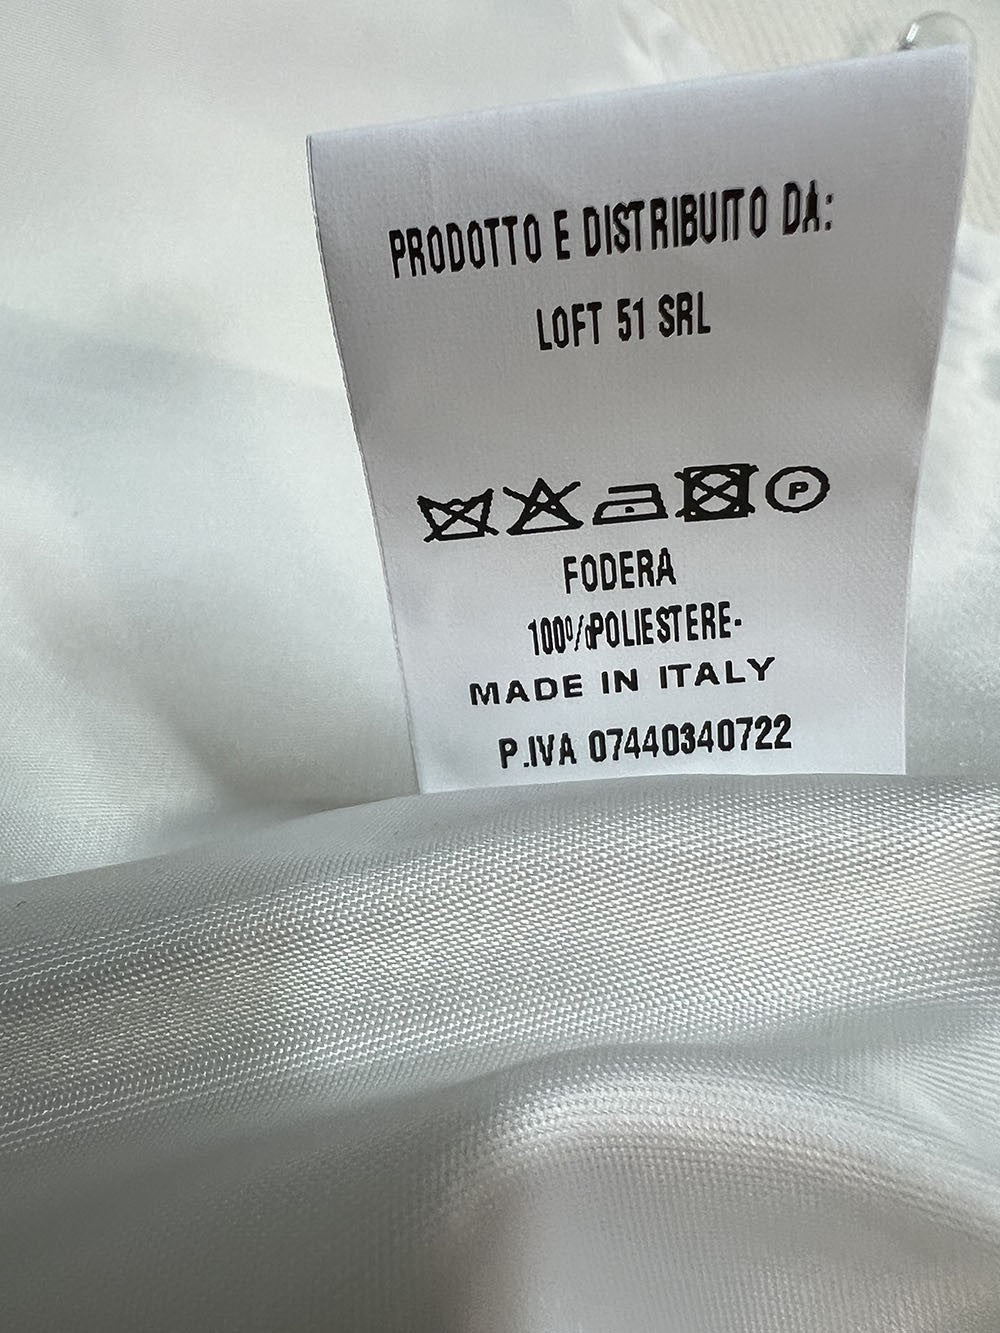 PRODOTTO E DISTRIBUITO DA:
LOFT 51 SRL
P
FODERA
100% POLIESTERE-
MADE IN ITALY
P.IVA 07440340722